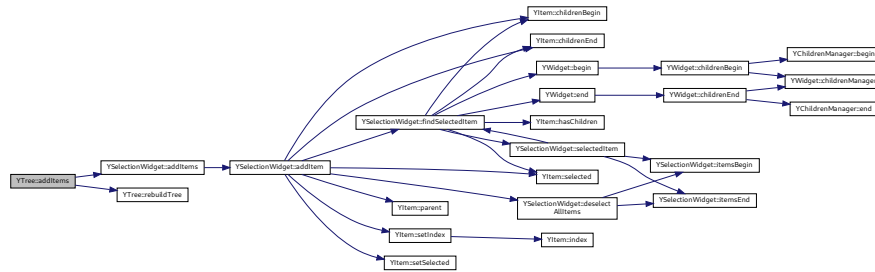 YItem::childrenBegin
YItem::childrenEnd
YChildrenManager::begin
YWidget::begin
YWidget::childrenBegin
YWidget::childrenManager
YWidget::end
YWidget::childrenEnd
YChildrenManager::end
YSelectionWidget::findSelectedItem
YItem::hasChildren
YSelectionWidget::selectedItem
YSelectionWidget::itemsBegin
YTree::addItems
YSelectionWidget::addItems
YSelectionWidget::addItem
YItem::selected
YTree::rebuildTree
YSelectionWidget::itemsEnd
YItem::parent
YSelectionWidget::deselect
AllItems
YItem::setIndex
YItem::index
YItem::setSelected